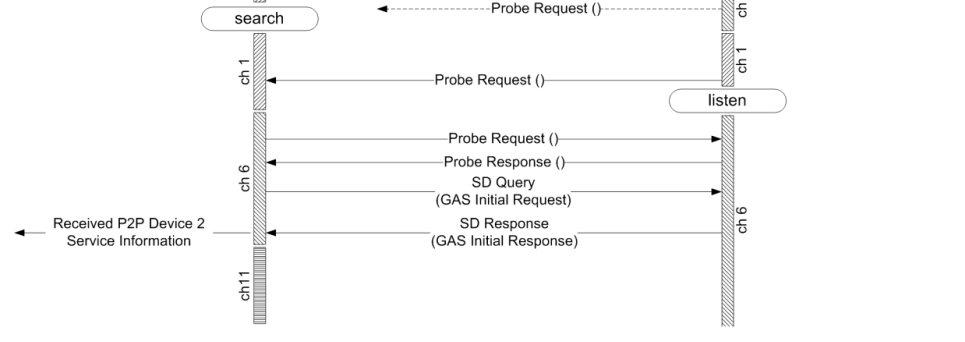 Probe Request ()
ch
search
ch 1
ch 1
Probe Request ()
listen
Probe Request ()
Probe Response ()
ch 6
SD Query
(GAS Initial Request)
Received P2P Device 2
Service Information
SD Response
(GAS Initial Response)
ch 6
ch11